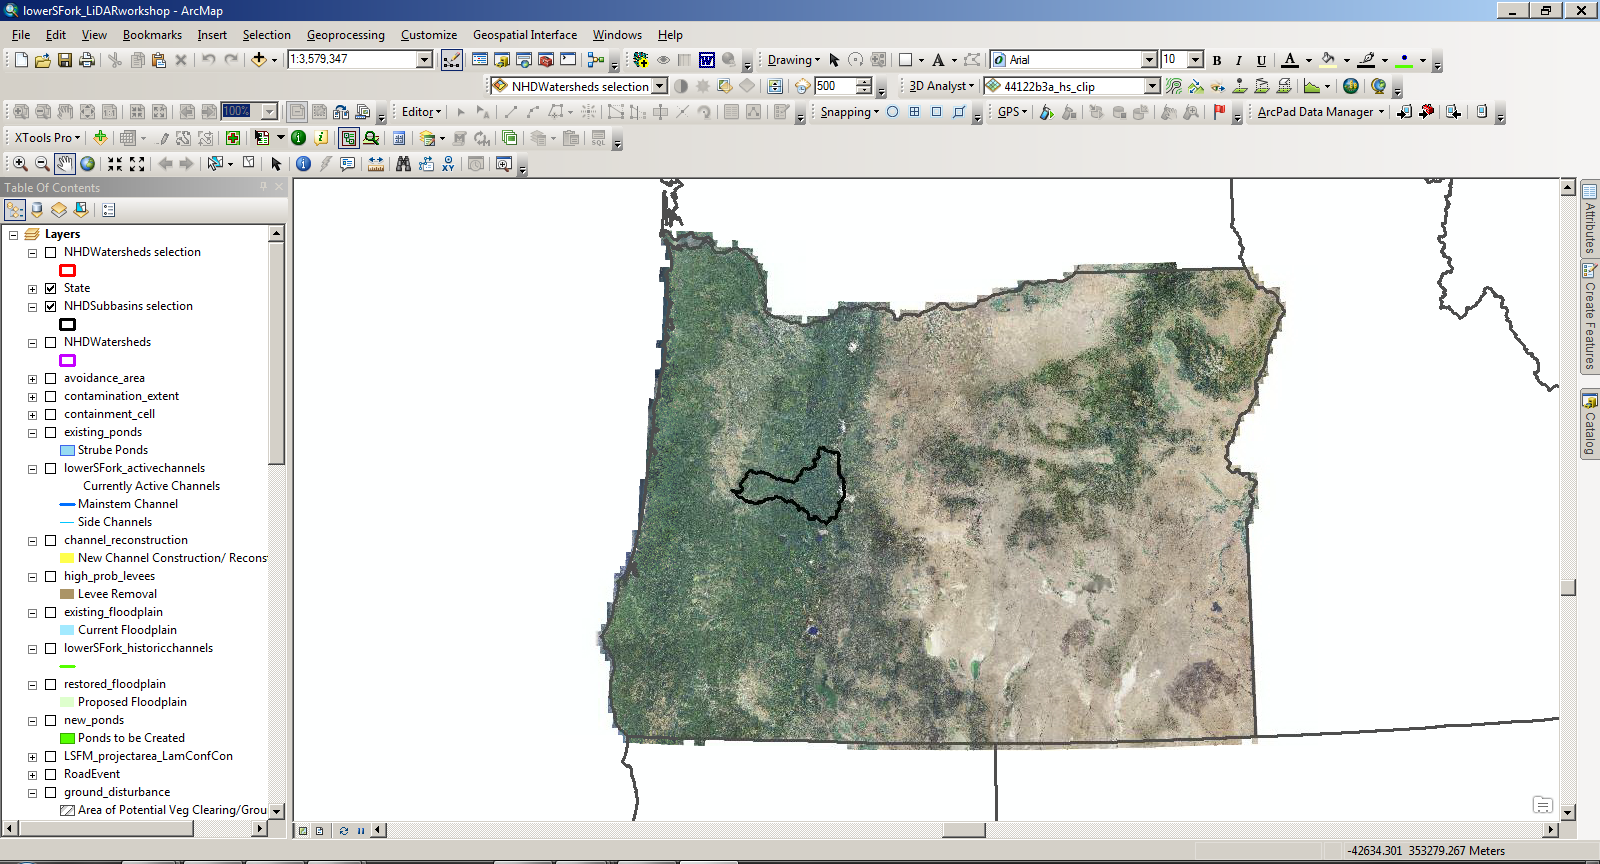 lowerSFork_LiDARworkshop - ArcMap
File Edit View Bookmarks Insert Selection Geoprocessing Customize Geospatial Interface Windows Help
1:3,579,347 W Drawing A Arial 10 B I U A
NHDWatersheds selection 500 3D Analyst 44122b3a_hs_clip
100% Editor Snapping GPS ArcPad Data Manager
XTools Pro SQL
XY
Table Of Contents
Layers
NHDWatersheds selection
State
NHDSubbasins selection
NHDWatersheds
avoidance_area
contamination_extent
containment_cell
existing_ponds
Strube Ponds
lowerSFork_activechannels
Currently Active Channels
Mainstem Channel
Side Channels
channel_reconstruction
New Channel Construction/ Recons
high_prob_levees
Levee Removal
existing_floodplain
Current Floodplain
lowerSFork_historicchannels
restored_floodplain
Proposed Floodplain
new_ponds
Ponds to be Created
LSFM_projectarea_LamConfCon
RoadEvent
ground_disturbance
Area of Potential Veg Clearing/Grou
Attributes
Create Features
Catalog
-42634.301 353279.267 Meters